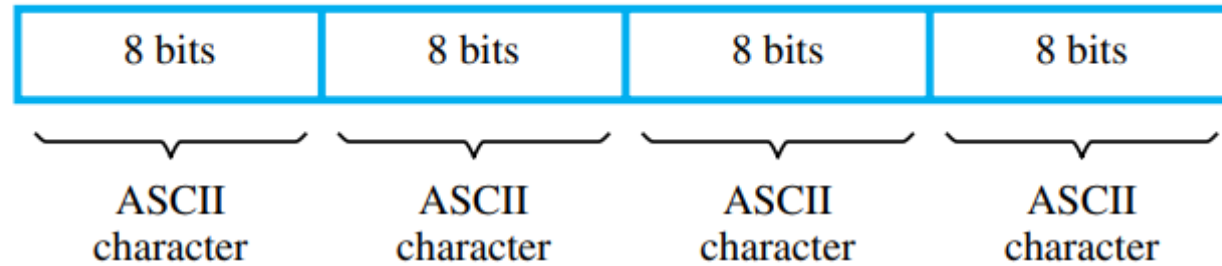 8 bits 8 bits 8 bits 8 bits
ASCII ASCII ASCII ASCII
character character character character